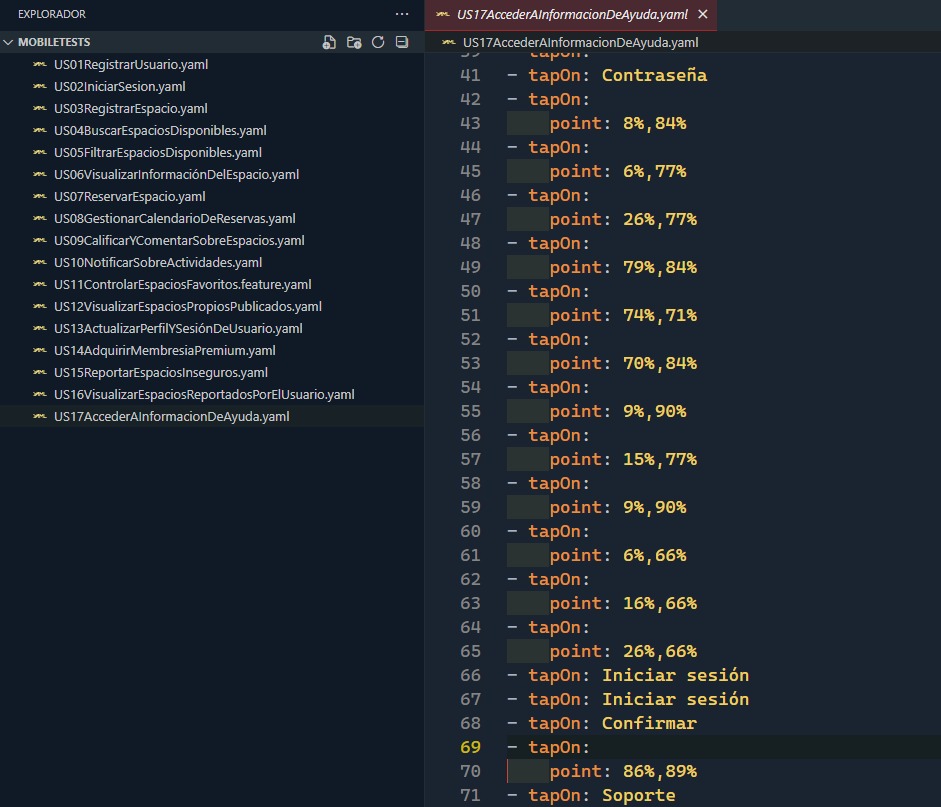 EXPLORADOR
MOBILETESTS
US01RegistrarUsuario.yaml
US02IniciarSesion.yaml
US03RegistrarEspacio.yaml
US04BuscarEspaciosDisponibles.yaml
US05FiltrarEspaciosDisponibles.yaml
US06VisualizarInformaciónDelEspacio.yaml
US07ReservarEspacio.yaml
US08GestionarCalendarioDeReservas.yaml
US09CalificarYComentarSobreEspacios.yaml
US10NotificarSobreActividades.yaml
US11ControlarEspaciosFavoritos.feature.yaml
US12VisualizarEspaciosPropiosPublicados.yaml
US13ActualizarPerfilYSesiónDeUsuario.yaml
US14AdquirirMembresiaPremium.yaml
US15ReportarEspaciosInseguros.yaml
US16VisualizarEspaciosReportadosPorElUsuario.yaml
US17AccederAInformacionDeAyuda.yaml
US17AccederAInformacionDeAyuda.yaml
US17AccederAInformacionDeAyuda.yaml
41 - tapOn: Contraseña
42 - tapOn:
43 point: 8%,84%
44 - tapOn:
45 point: 6%,77%
46 - tapOn:
47 point: 26%,77%
48 - tapOn:
49 point: 79%,84%
50 - tapOn:
51 point: 74%,71%
52 - tapOn:
53 point: 70%,84%
54 - tapOn:
55 point: 9%,90%
56 - tapOn:
57 point: 15%,77%
58 - tapOn:
59 point: 9%,90%
60 - tapOn:
61 point: 6%,66%
62 - tapOn:
63 point: 16%,66%
64 - tapOn:
65 point: 26%,66%
66 - tapOn: Iniciar sesión
67 - tapOn: Iniciar sesión
68 - tapOn: Confirmar
69 - tapOn:
70 point: 86%,89%
71 - tapOn: Soporte